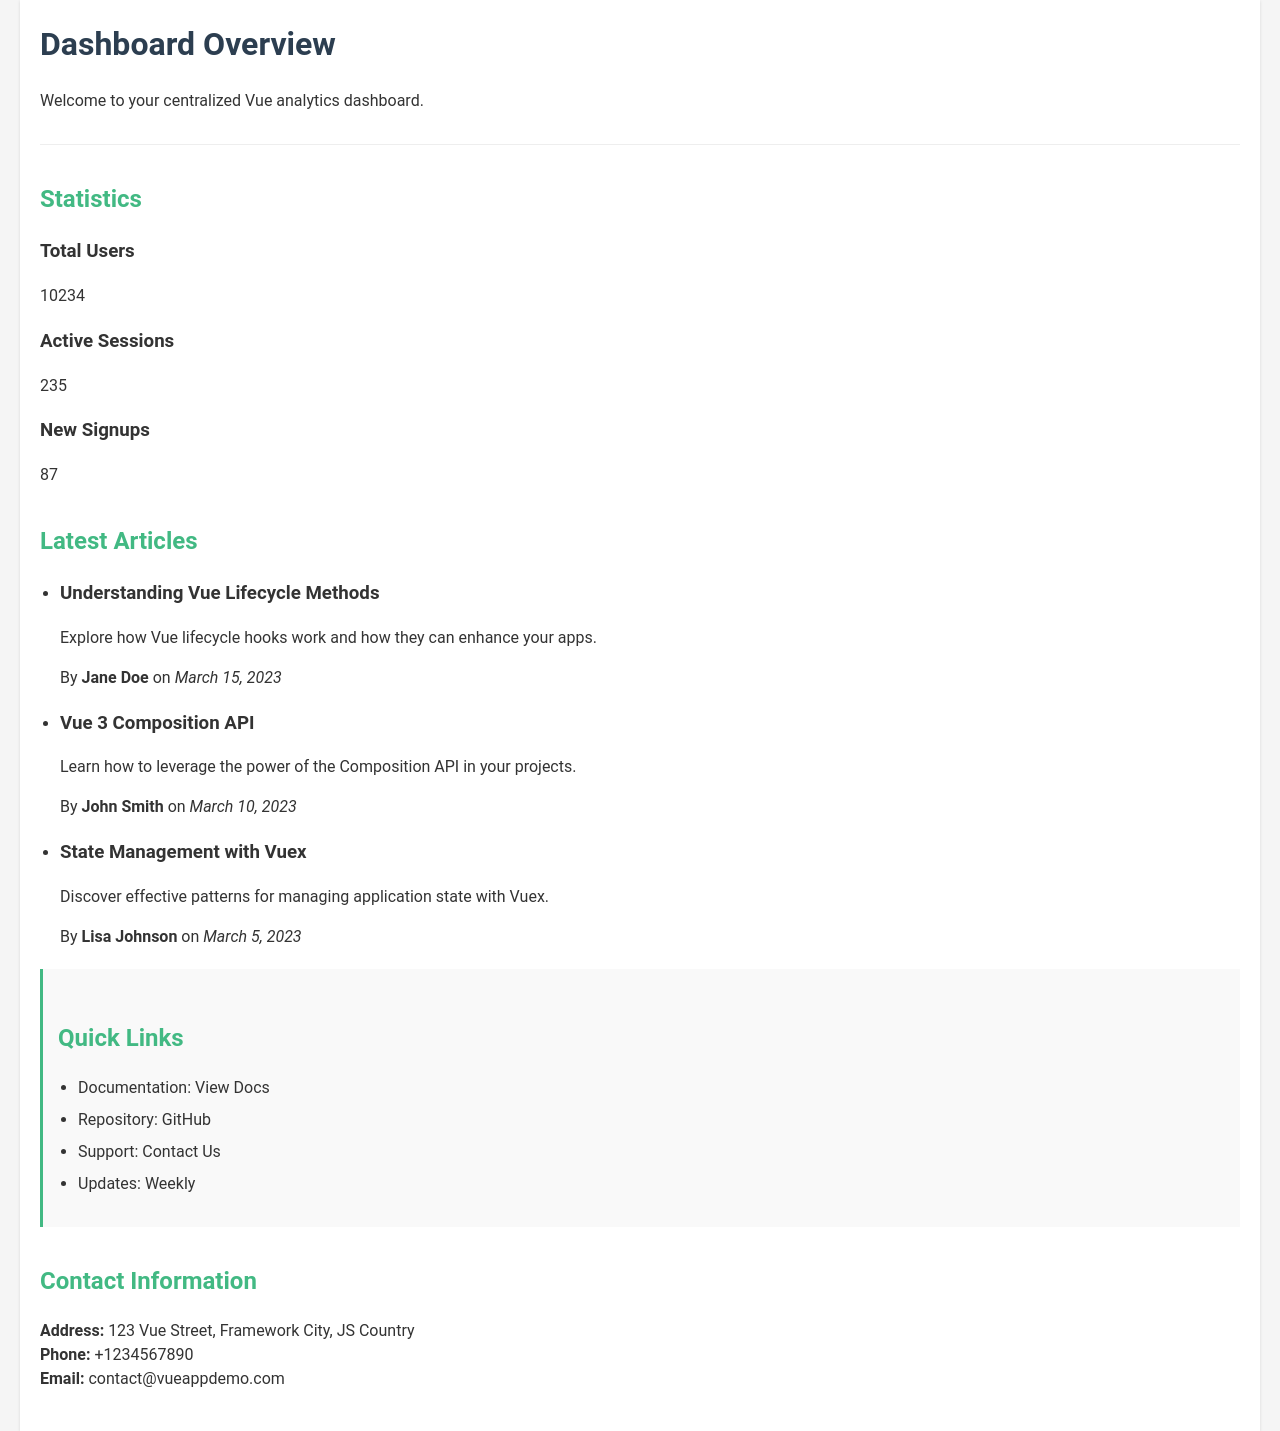 Dashboard Overview
Welcome to your centralized Vue analytics dashboard.
Statistics
Total Users
10234
Active Sessions
235
New Signups
87
Latest Articles
Understanding Vue Lifecycle Methods
Explore how Vue lifecycle hooks work and how they can enhance your apps.
By Jane Doe on March 15, 2023
Vue 3 Composition API
Learn how to leverage the power of the Composition API in your projects.
By John Smith on March 10, 2023
State Management with Vuex
Discover effective patterns for managing application state with Vuex.
By Lisa Johnson on March 5, 2023
Quick Links
Documentation: View Docs
Repository: GitHub
Support: Contact Us
Updates: Weekly
Contact Information
Address: 123 Vue Street, Framework City, JS Country
Phone: +1234567890
Email: contact@vueappdemo.com